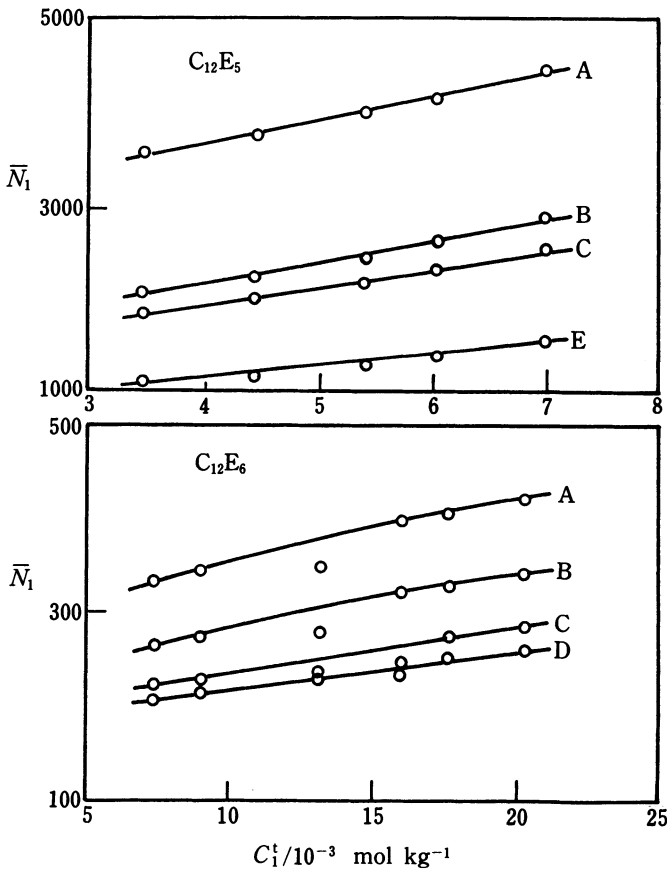 5000
C₁₂E₅
A
N̅₁
3000
B
C
E
1000
3 4 5 6 7 8
500
C₁₂E₆
A
N̅₁
B
300
C
D
100
5 10 15 20 25
C₁ᵗ/10⁻³ mol kg⁻¹